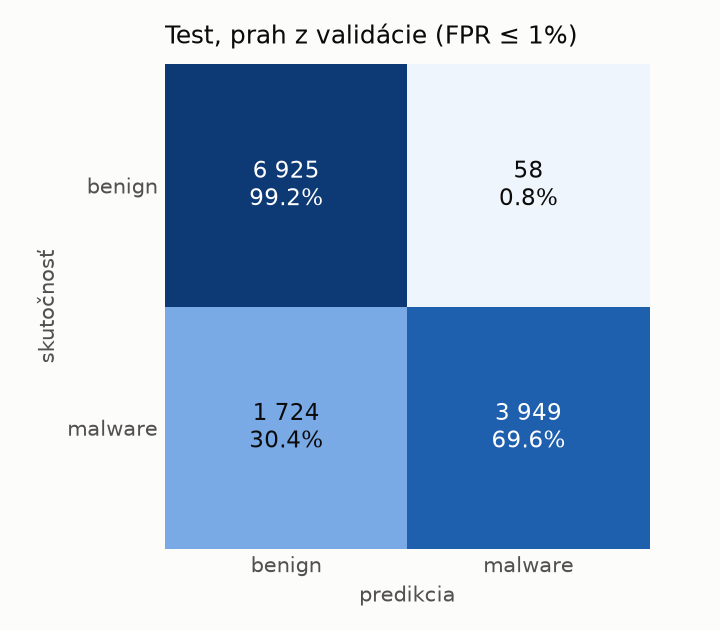 Test, prah z validácie (FPR ≤ 1%)
skutočnosť
benign
6 925
99.2%
58
0.8%
malware
1 724
30.4%
3 949
69.6%
benign
malware
predikcia